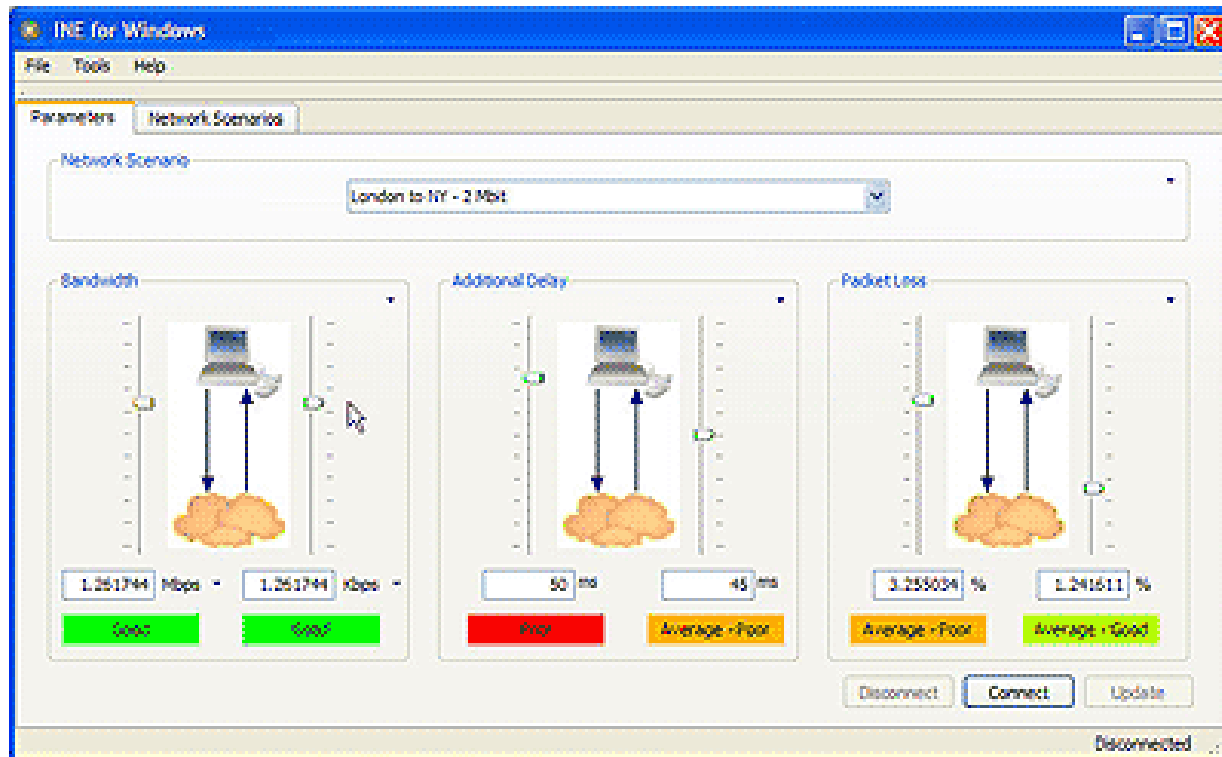 INE for Windows
File Tools Help
Parameters Network Scenarios
Network Scenario
London to NY - 2 Mbit
Bandwidth
Additional Delay
Packet Loss
1.261744 Mbps 1.261744 Kbps
50 ms 45 ms
3.255034 % 1.241611 %
Good Good
Poor Average - Poor
Average - Poor Average - Good
Disconnect Connect Update
Disconnected